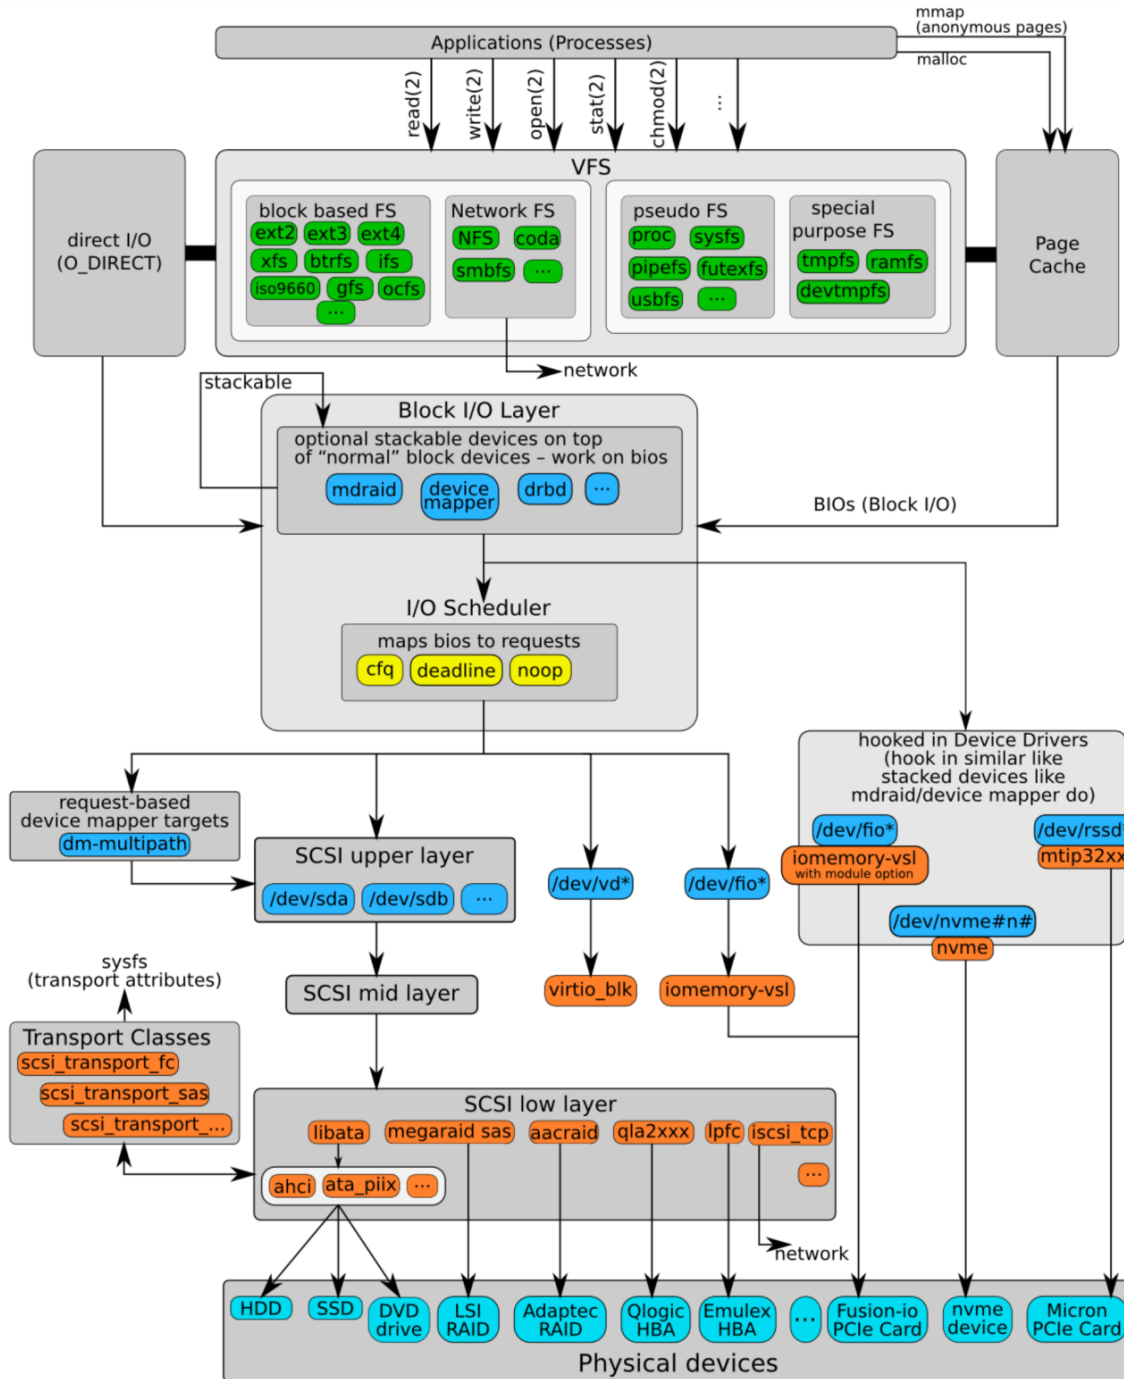 mmap
(anonymous pages)
Applications (Processes)
malloc
read(2)
write(2)
open(2)
stat(2)
chmod(2)
...
VFS
direct I/O
(O_DIRECT)
block based FS
ext2 ext3 ext4
xfs btrfs ifs
iso9660 gfs ocfs
...
Network FS
NFS coda
smbfs ...
pseudo FS
proc sysfs
pipefs futexfs
usbfs ...
special
purpose FS
tmpfs ramfs
devtmpfs
Page
Cache
network
stackable
Block I/O Layer
optional stackable devices on top
of “normal” block devices – work on bios
mdraid
device
mapper
drbd
...
BIOs (Block I/O)
I/O Scheduler
maps bios to requests
cfq deadline noop
hooked in Device Drivers
(hook in similar like
stacked devices like
mdraid/device mapper do)
/dev/fio*
iomemory-vsl
with module option
/dev/rssd*
mtip32xx
/dev/nvme#n#
nvme
request-based
device mapper targets
dm-multipath
SCSI upper layer
/dev/sda /dev/sdb ...
/dev/vd*
/dev/fio*
SCSI mid layer
virtio_blk
iomemory-vsl
sysfs
(transport attributes)
Transport Classes
scsi_transport_fc
scsi_transport_sas
scsi_transport_...
SCSI low layer
libata megaraid sas aacraid qla2xxx lpfc iscsi_tcp
ahci ata_piix ...
...
network
HDD
SSD
DVD
drive
LSI
RAID
Adaptec
RAID
Qlogic
HBA
Emulex
HBA
...
Fusion-io
PCIe Card
nvme
device
Micron
PCIe Card
Physical devices